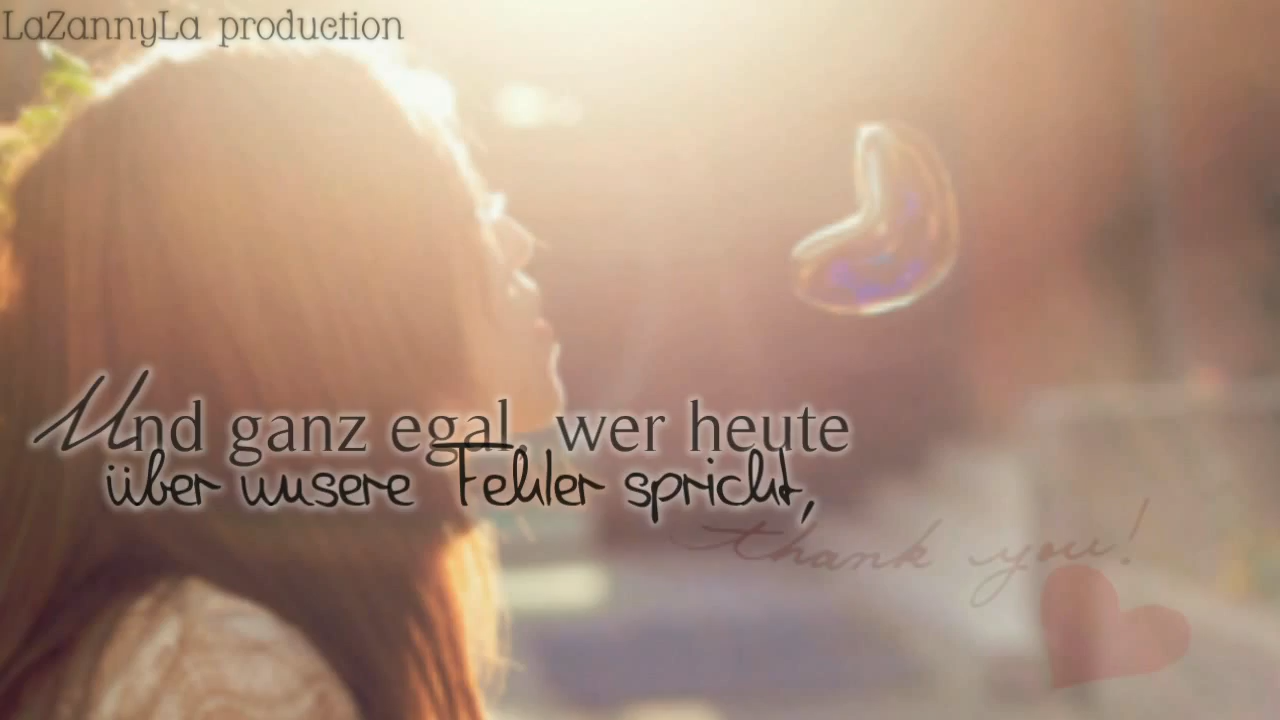 LaZannyLa production
Und ganz egal, wer heute
über unsere Fehler spricht,
thank you!